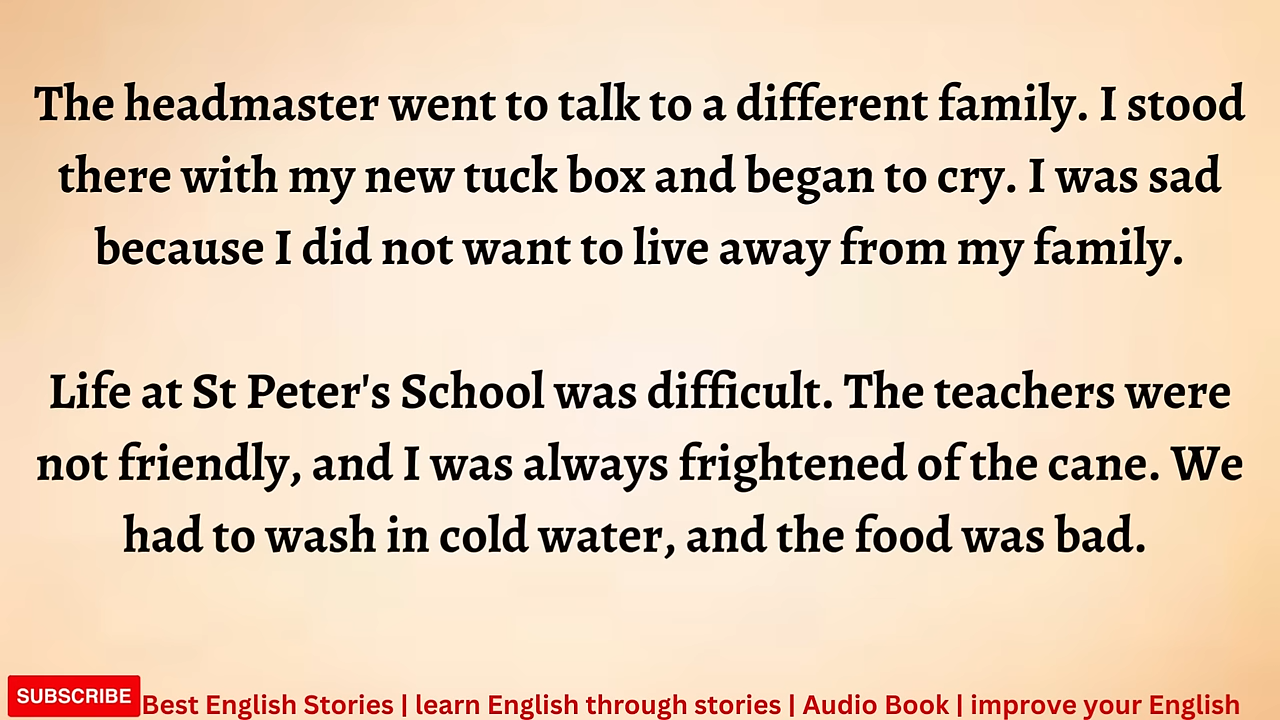 The headmaster went to talk to a different family. I stood
there with my new tuck box and began to cry. I was sad
because I did not want to live away from my family.
Life at St Peter's School was difficult. The teachers were
not friendly, and I was always frightened of the cane. We
had to wash in cold water, and the food was bad.
SUBSCRIBE
Best English Stories | learn English through stories | Audio Book | improve your English